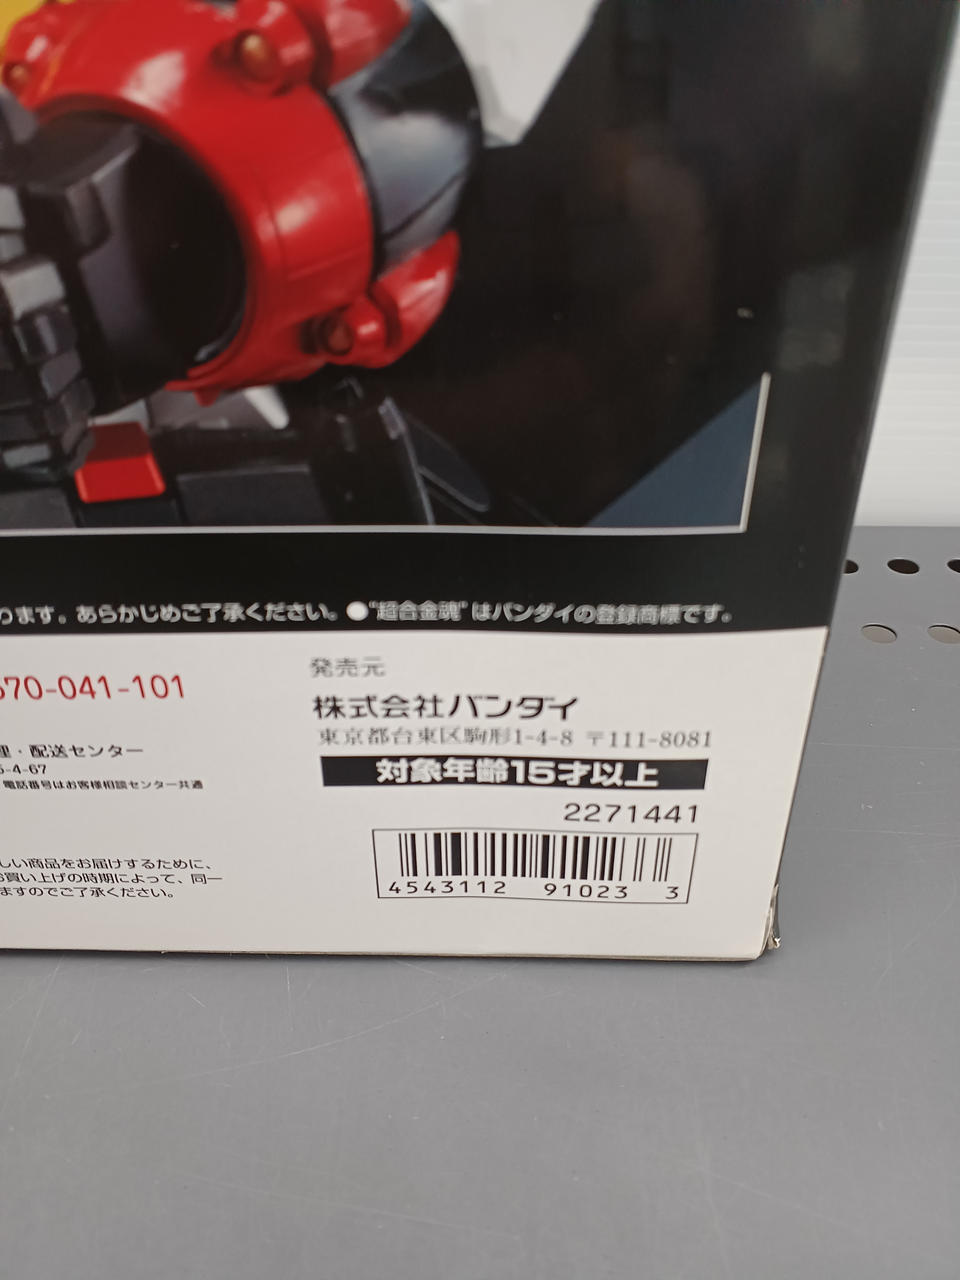 ります。あらかじめご了承ください。●"超合金魂"はバンダイの登録商標です。
570-041-101
理・配送センター
5-4-67
電話番号はお客様相談センター共通
しい商品をお届けするために、
お買い上げの時期によって、同一
ますのでご了承ください。
発売元
株式会社バンダイ
東京都台東区駒形1-4-8 〒111-8081
対象年齢15才以上
2271441
4543112 91023 3